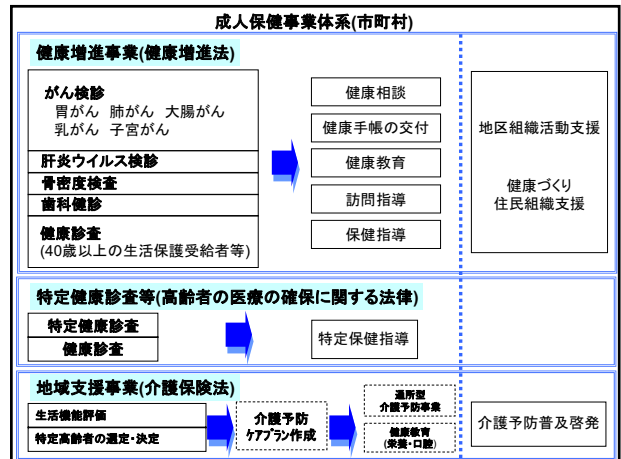 成人保健事業体系(市町村)
健康増進事業(健康増進法)
がん検診
胃がん 肺がん 大腸がん
乳がん 子宮がん
肝炎ウイルス検診
骨密度検査
歯科健診
健康診査
(40歳以上の生活保護受給者等)
健康相談
健康手帳の交付
健康教育
訪問指導
保健指導
地区組織活動支援
健康づくり
住民組織支援
特定健康診査等(高齢者の医療の確保に関する法律)
特定健康診査
健康診査
特定保健指導
地域支援事業(介護保険法)
生活機能評価
特定高齢者の選定・決定
介護予防
ケアプラン作成
通所型
介護予防事業
健康教育
(栄養・口腔)
介護予防普及啓発